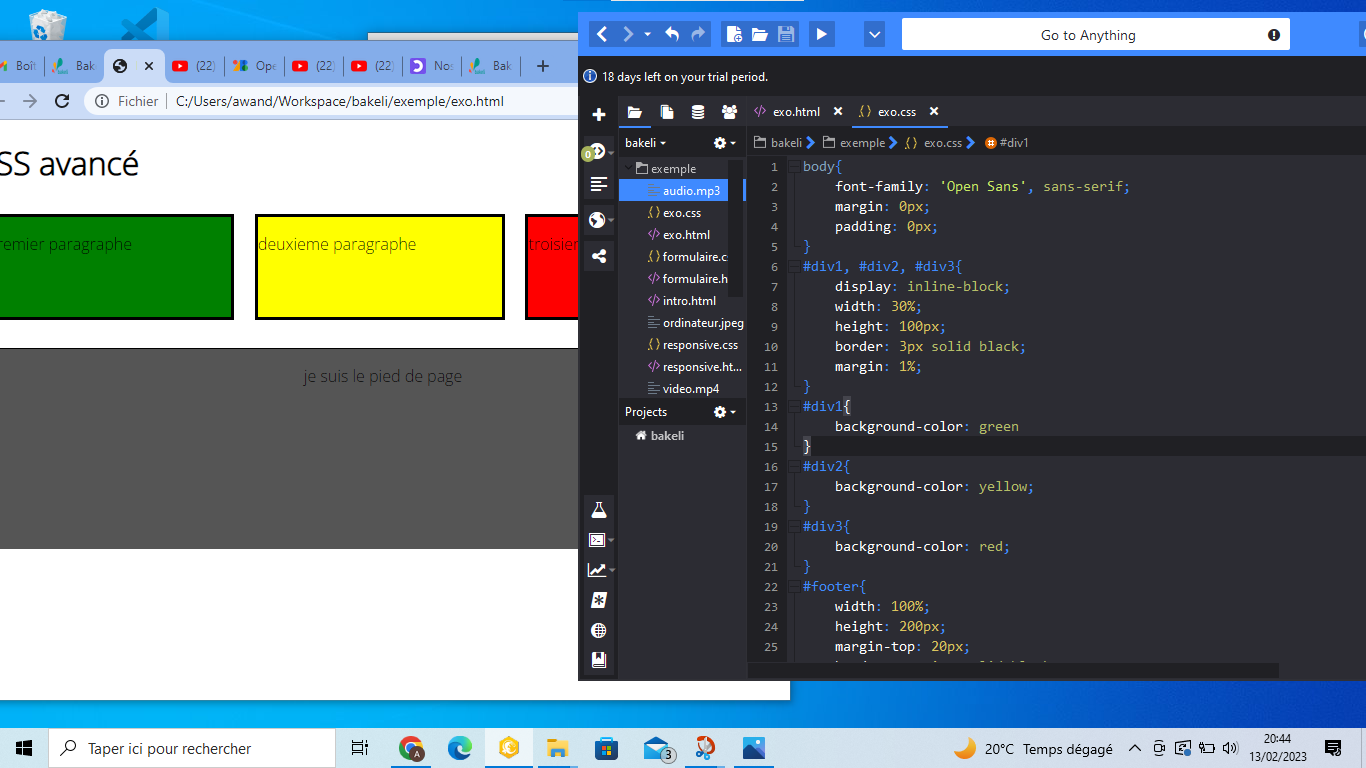 Go to Anything
18 days left on your trial period.
Boît
Bak
(22)
Ope
(22)
(22)
Nos
Bak
Fichier
C:/Users/awand/Workspace/bakeli/exemple/exo.html
SS avancé
remier paragraphe
deuxieme paragraphe
troisien
je suis le pied de page
exo.html
exo.css
bakeli
exemple
audio.mp3
exo.css
exo.html
formulaire.cs
formulaire.h
intro.html
ordinateur.jpeg
responsive.css
responsive.ht...
video.mp4
Projects
bakeli
0
bakeli exemple exo.css #div1
1 body{
2 font-family: 'Open Sans', sans-serif;
3 margin: 0px;
4 padding: 0px;
5 }
6 #div1, #div2, #div3{
7 display: inline-block;
8 width: 30%;
9 height: 100px;
10 border: 3px solid black;
11 margin: 1%;
12 }
13 #div1{
14 background-color: green
15 }
16 #div2{
17 background-color: yellow;
18 }
19 #div3{
20 background-color: red;
21 }
22 #footer{
23 width: 100%;
24 height: 200px;
25 margin-top: 20px;
Taper ici pour rechercher
A
3
20°C Temps dégagé
20:44
13/02/2023